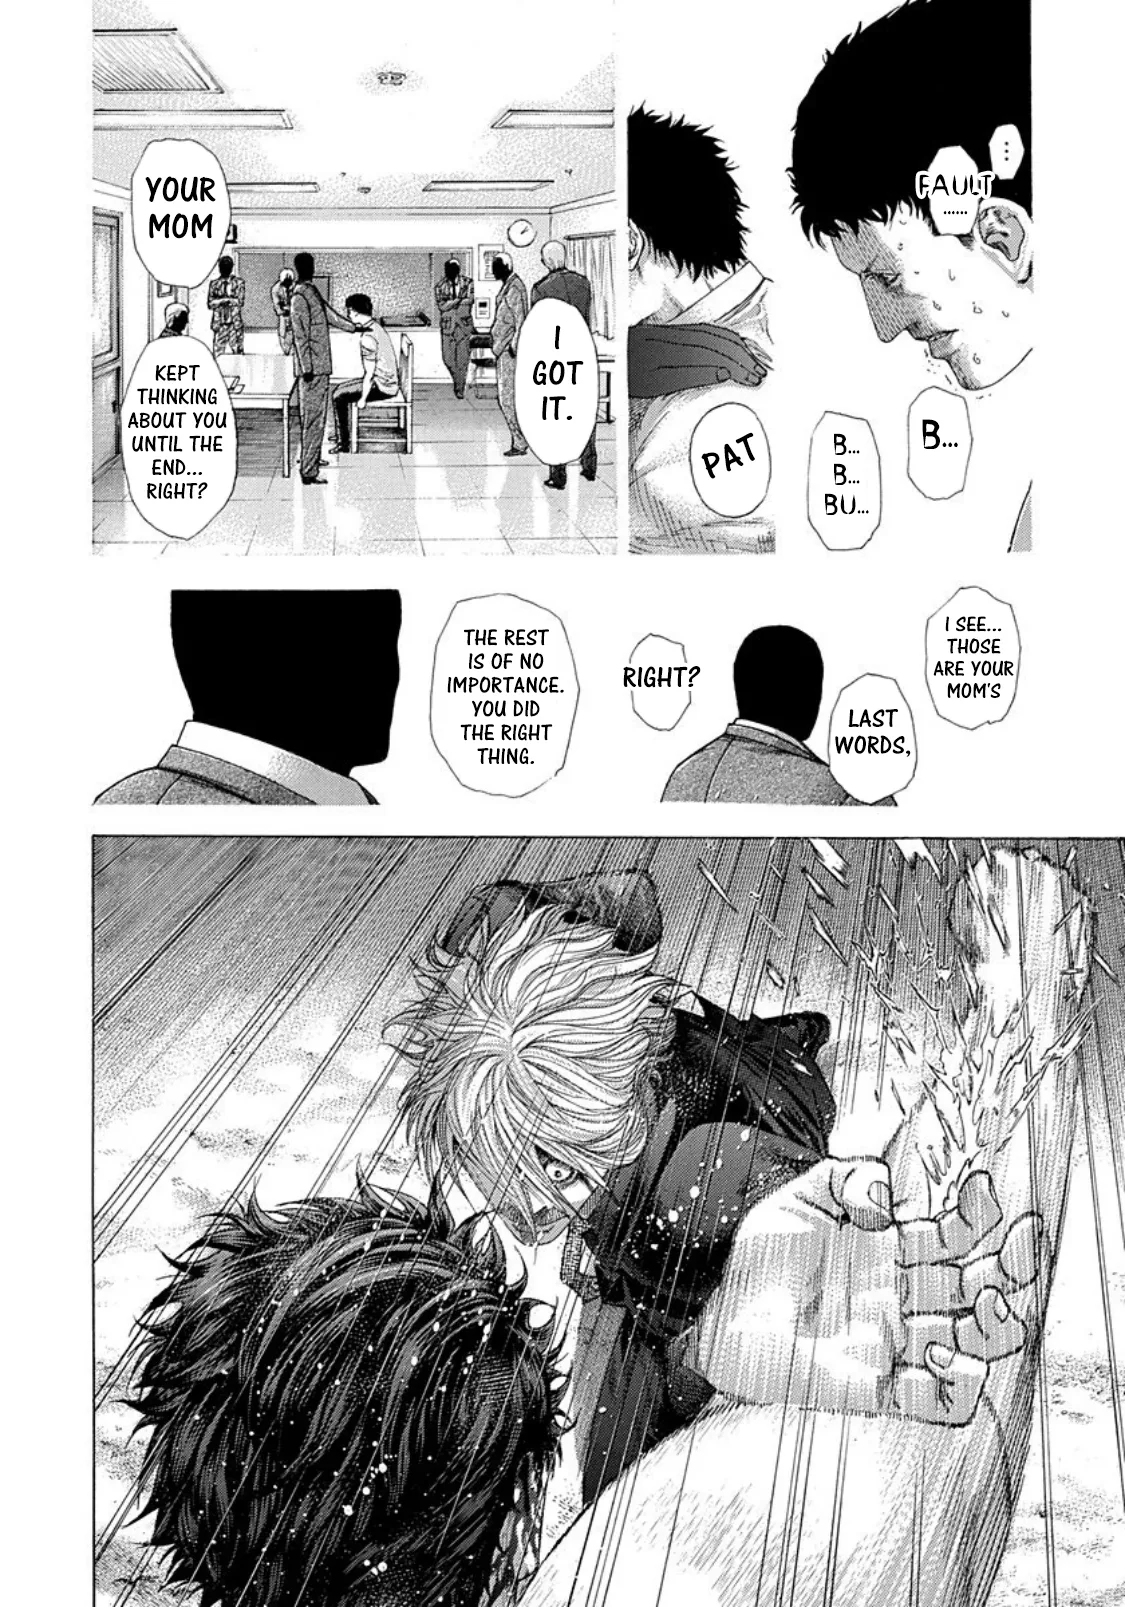 ...
FAULT
......
B...
B...
B...
BU...
PAT
I
GOT
IT.
YOUR
MOM
KEPT
THINKING
ABOUT YOU
UNTIL THE
END...
RIGHT?
I SEE...
THOSE
ARE YOUR
MOM'S
LAST
WORDS,
RIGHT?
THE REST
IS OF NO
IMPORTANCE.
YOU DID
THE RIGHT
THING.